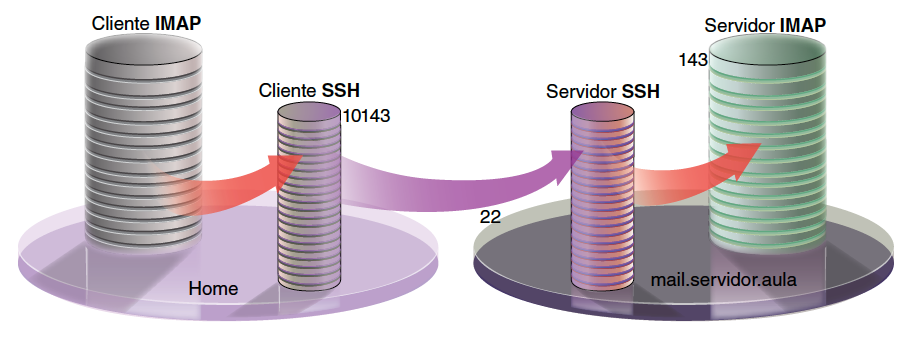 Cliente IMAP
Servidor IMAP
143
Cliente SSH
Servidor SSH
10143
22
Home
mail.servidor.aula